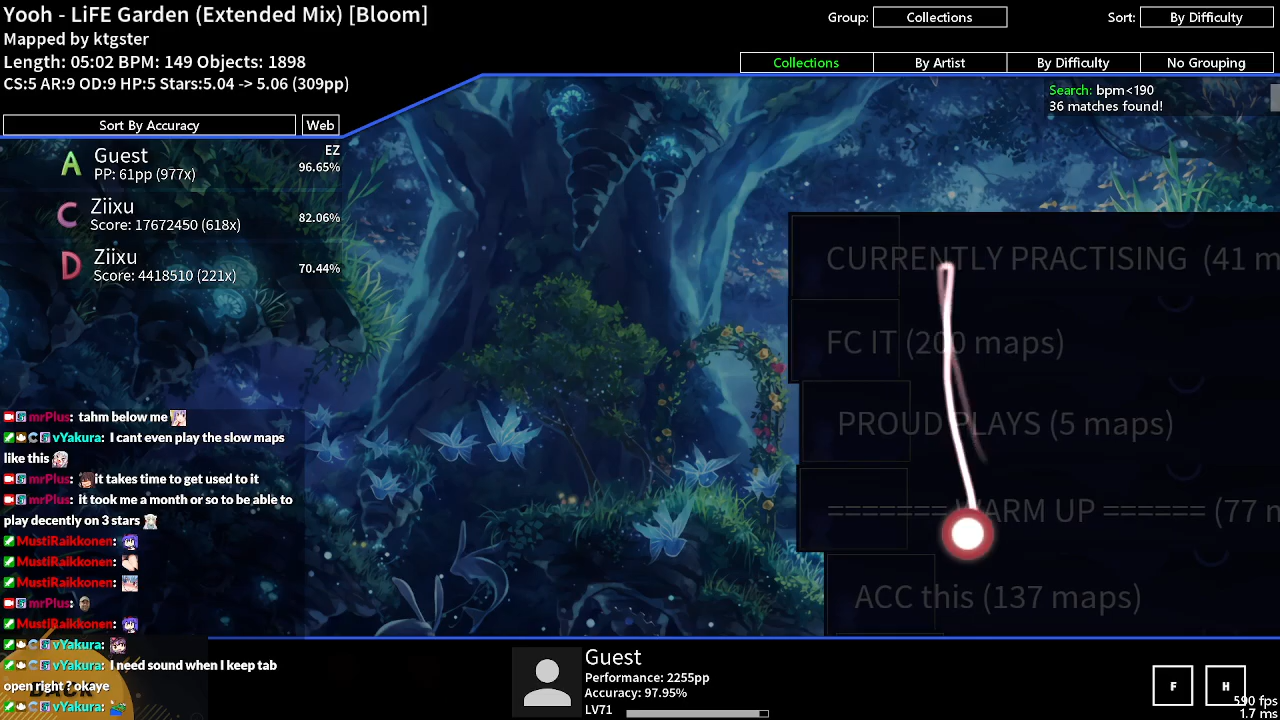 Yooh - LiFE Garden (Extended Mix) [Bloom]
Mapped by ktgster
Length: 05:02 BPM: 149 Objects: 1898
CS:5 AR:9 OD:9 HP:5 Stars:5.04 -> 5.06 (309pp)
Group: Collections
Sort: By Difficulty
Collections By Artist By Difficulty No Grouping
Search: bpm<190
36 matches found!
Sort By Accuracy Web
Guest EZ
PP: 61pp (977x) 96.65%
Ziixu
Score: 17672450 (618x) 82.06%
Ziixu
Score: 4418510 (221x) 70.44%
CURRENTLY PRACTISING (41 m
FC IT (200 maps)
PROUD PLAYS (5 maps)
======= WARM UP ====== (77 m
ACC this (137 maps)
mrPlus: tahm below me
vYakura: I cant even play the slow maps
like this
mrPlus: it takes time to get used to it
mrPlus: it took me a month or so to be able to
play decently on 3 stars
MustiRaikkonen:
MustiRaikkonen:
MustiRaikkonen:
mrPlus:
MustiRaikkonen:
vYakura:
vYakura: I need sound when I keep tab
open right ? okaye
vYakura:
BACK
Guest
Performance: 2255pp
Accuracy: 97.95%
LV71
F H
590 fps
1.7 ms